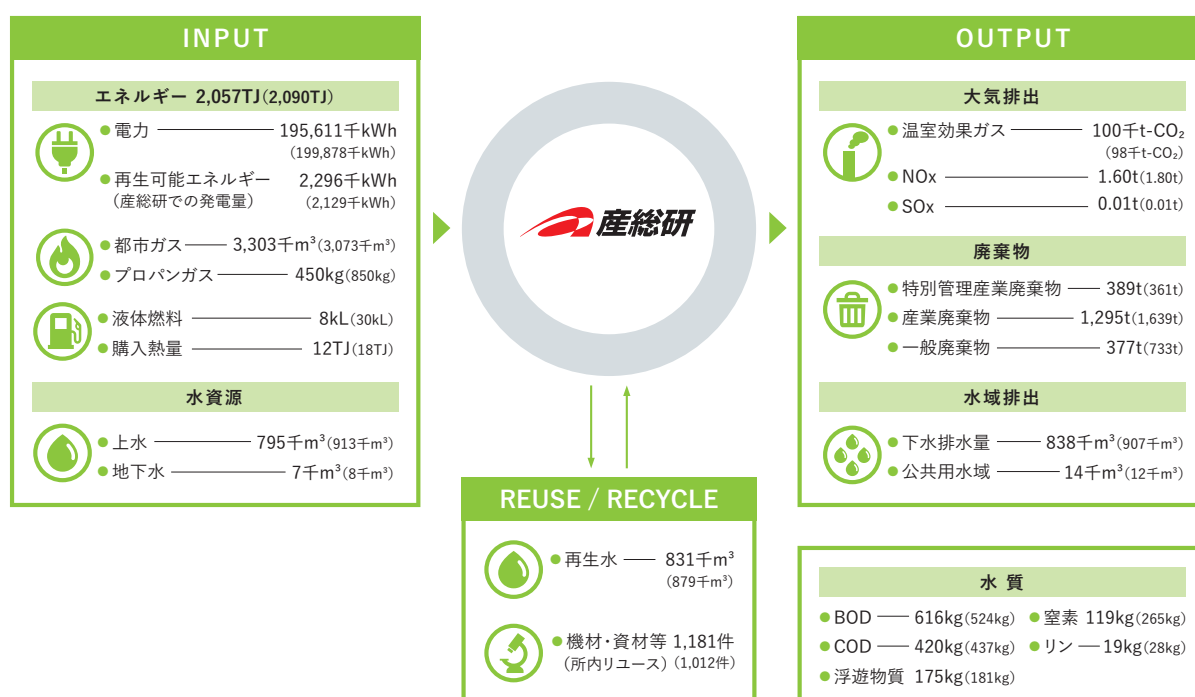 INPUT
エネルギー 2,057TJ(2,090TJ)
電力 195,611千kWh
(199,878千kWh)
再生可能エネルギー 2,296千kWh
(産総研での発電量) (2,129千kWh)
都市ガス 3,303千m³(3,073千m³)
プロパンガス 450kg(850kg)
液体燃料 8kL(30kL)
購入熱量 12TJ(18TJ)
水資源
上水 795千m³(913千m³)
地下水 7千m³(8千m³)
産総研
REUSE / RECYCLE
再生水 831千m³
(879千m³)
機材・資材等 1,181件
(所内リユース) (1,012件)
OUTPUT
大気排出
温室効果ガス 100千t-CO₂
(98千t-CO₂)
NOx 1.60t(1.80t)
SOx 0.01t(0.01t)
廃棄物
特別管理産業廃棄物 389t(361t)
産業廃棄物 1,295t(1,639t)
一般廃棄物 377t(733t)
水域排出
下水排水量 838千m³(907千m³)
公共用水域 14千m³(12千m³)
水 質
BOD 616kg(524kg) 窒素 119kg(265kg)
COD 420kg(437kg) リン 19kg(28kg)
浮遊物質 175kg(181kg)